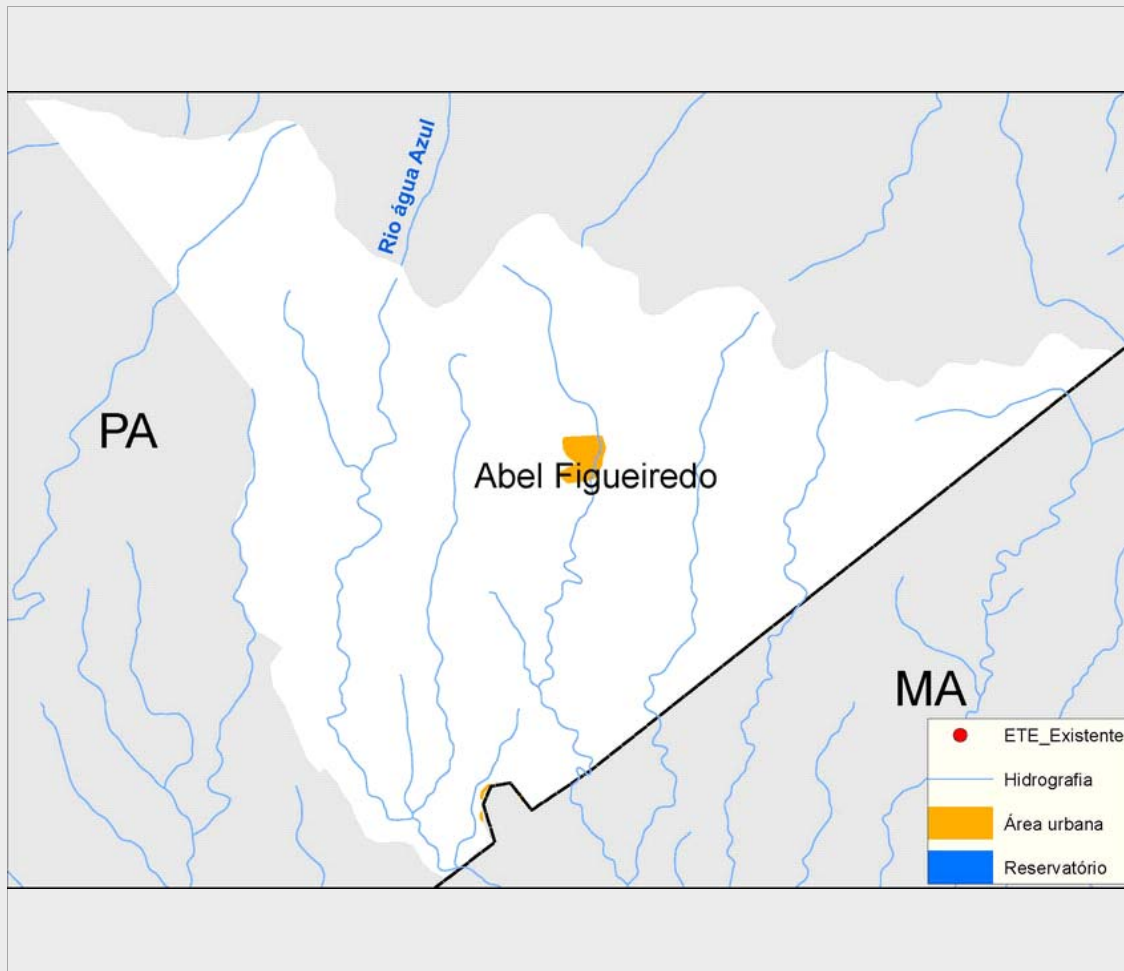 Rio água Azul
PA
Abel Figueiredo
MA
ETE_Existente
Hidrografia
Área urbana
Reservatório